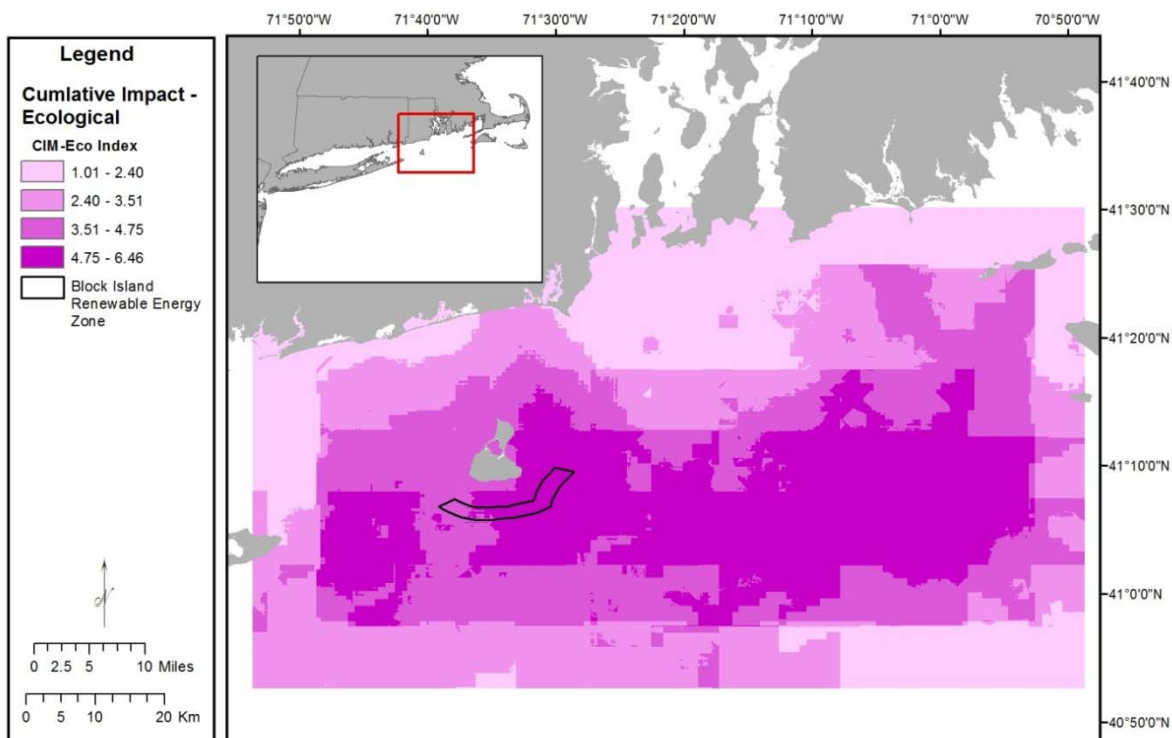 71°50'0"W 71°40'0"W 71°30'0"W 71°20'0"W 71°10'0"W 71°0'0"W 70°50'0"W
Legend
Cumlative Impact -
Ecological
CIM-Eco Index
1.01 - 2.40
2.40 - 3.51
3.51 - 4.75
4.75 - 6.46
Block Island
Renewable Energy
Zone
N
0 2.5 5 10 Miles
0 5 10 20 Km
41°40'0"N
41°30'0"N
41°20'0"N
41°10'0"N
41°0'0"N
40°50'0"N